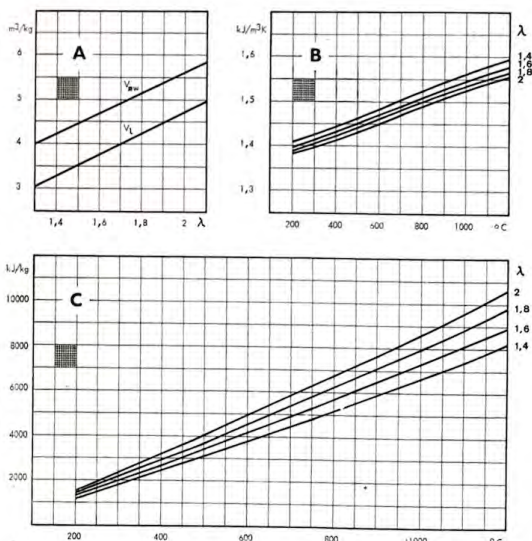 m³/kg
6
5
4
3
A
V
V_L
1,4 1,6 1,8 2 λ
kJ/m³K
1,6
1,5
1,4
1,3
B
λ
1,4
1,6
1,8
2
200 400 600 800 1000 °C
kJ/kg
10000
8000
6000
4000
2000
C
λ
2
1,8
1,6
1,4
200 400 600 800 1000 °C